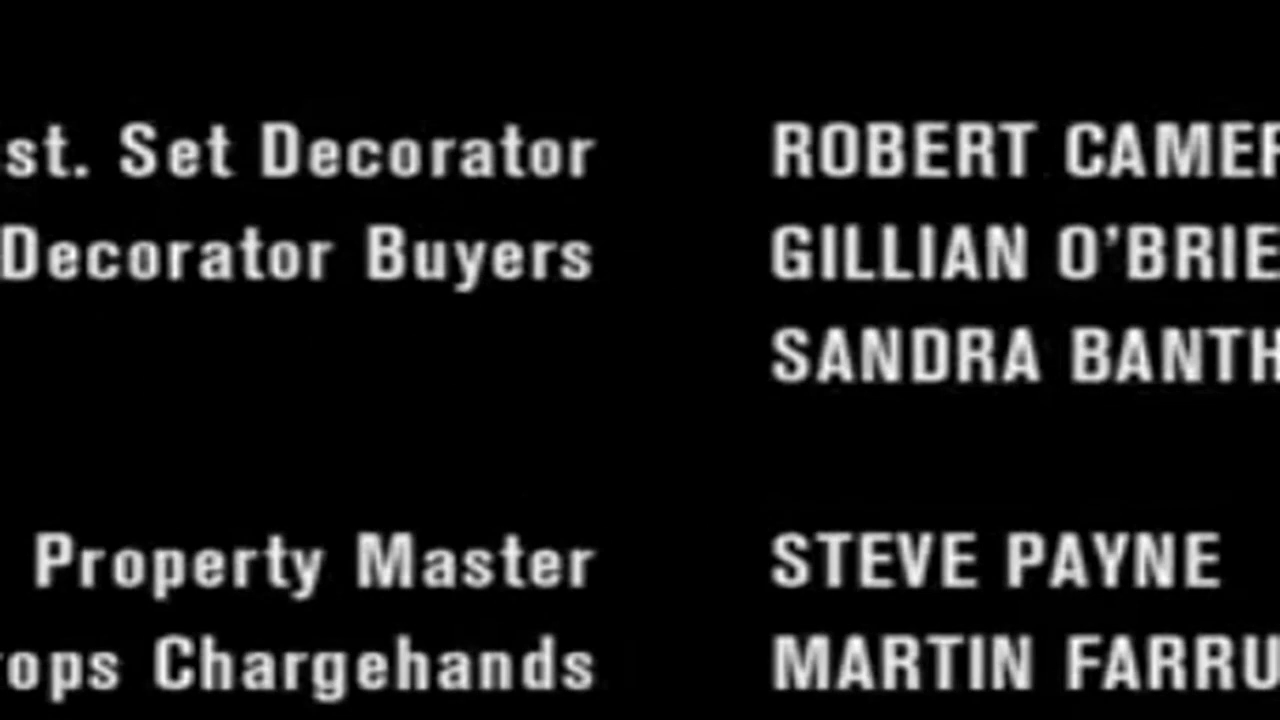 st. Set Decorator ROBERT CAMER
Decorator Buyers GILLIAN O’BRIE
SANDRA BANTH
Property Master STEVE PAYNE
rops Chargehands MARTIN FARRU